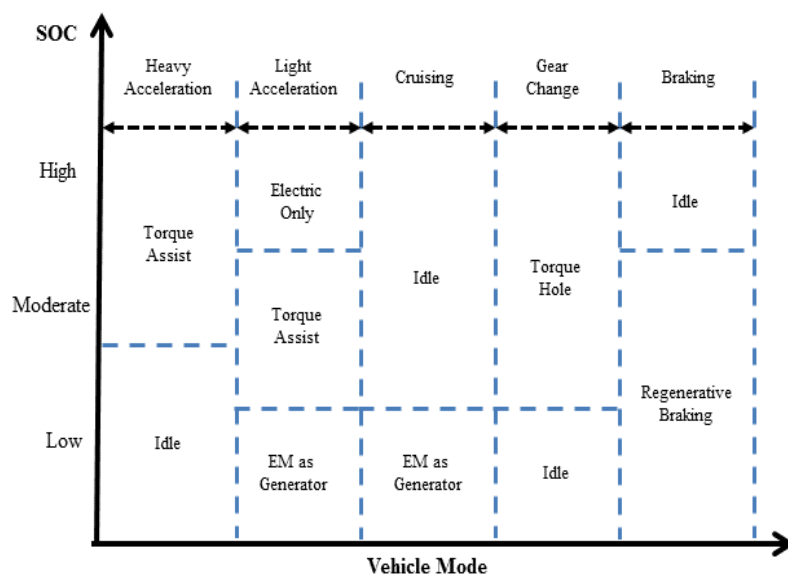 SOC
Heavy
Acceleration
Light
Acceleration
Cruising
Gear
Change
Braking
High
Electric
Only
Idle
Torque
Assist
Idle
Torque
Hole
Moderate
Torque
Assist
Regenerative
Braking
Low
Idle
EM as
Generator
EM as
Generator
Idle
Vehicle Mode